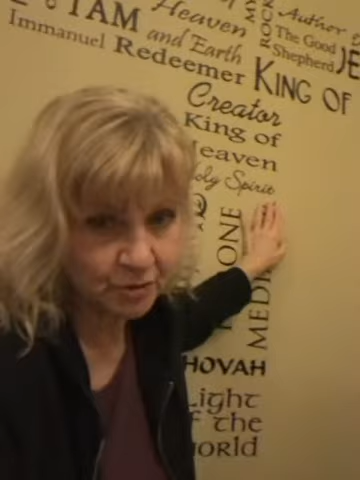 I AM
Heaven
and Earth
Author
The Good
Shepherd
Immanuel
Redeemer
KING OF
Creator
King of
Heaven
Holy Spirit
ONE
HOVAH
Light
of the
World